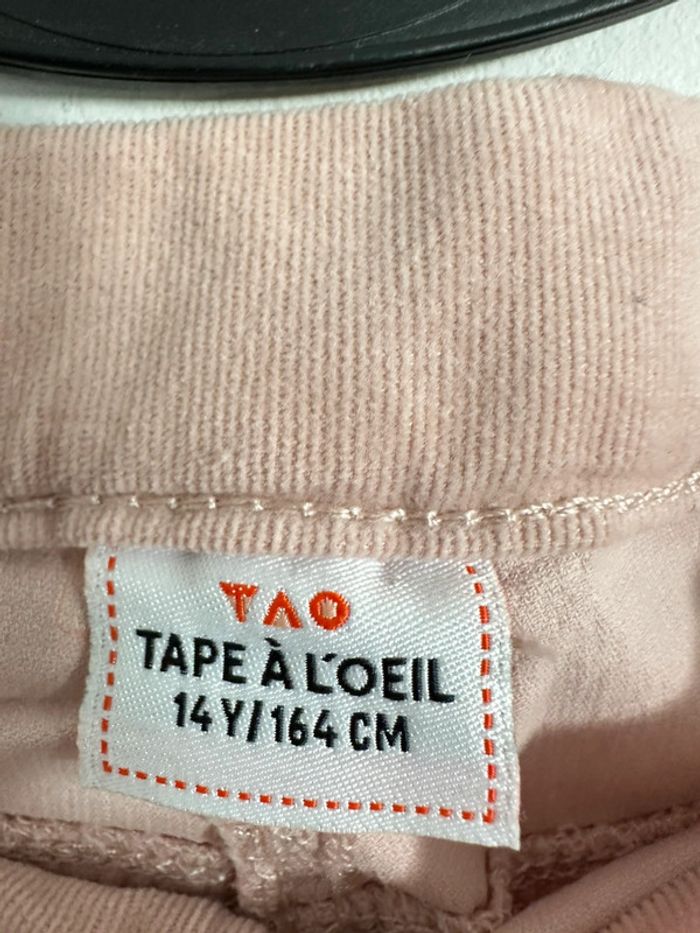 TAO
TAPE À L'OEIL
14 Y/164 CM